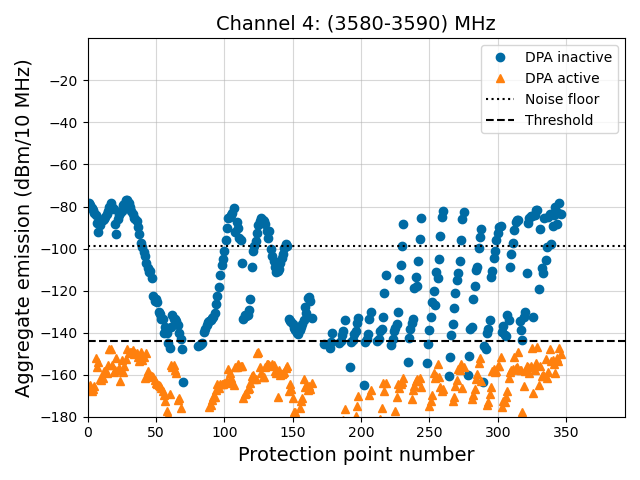 Channel 4: (3580-3590) MHz
DPA inactive
DPA active
Noise floor
Threshold
Aggregate emission (dBm/10 MHz)
−20
−40
−60
−80
−100
−120
−140
−160
−180
0
50
100
150
200
250
300
350
Protection point number